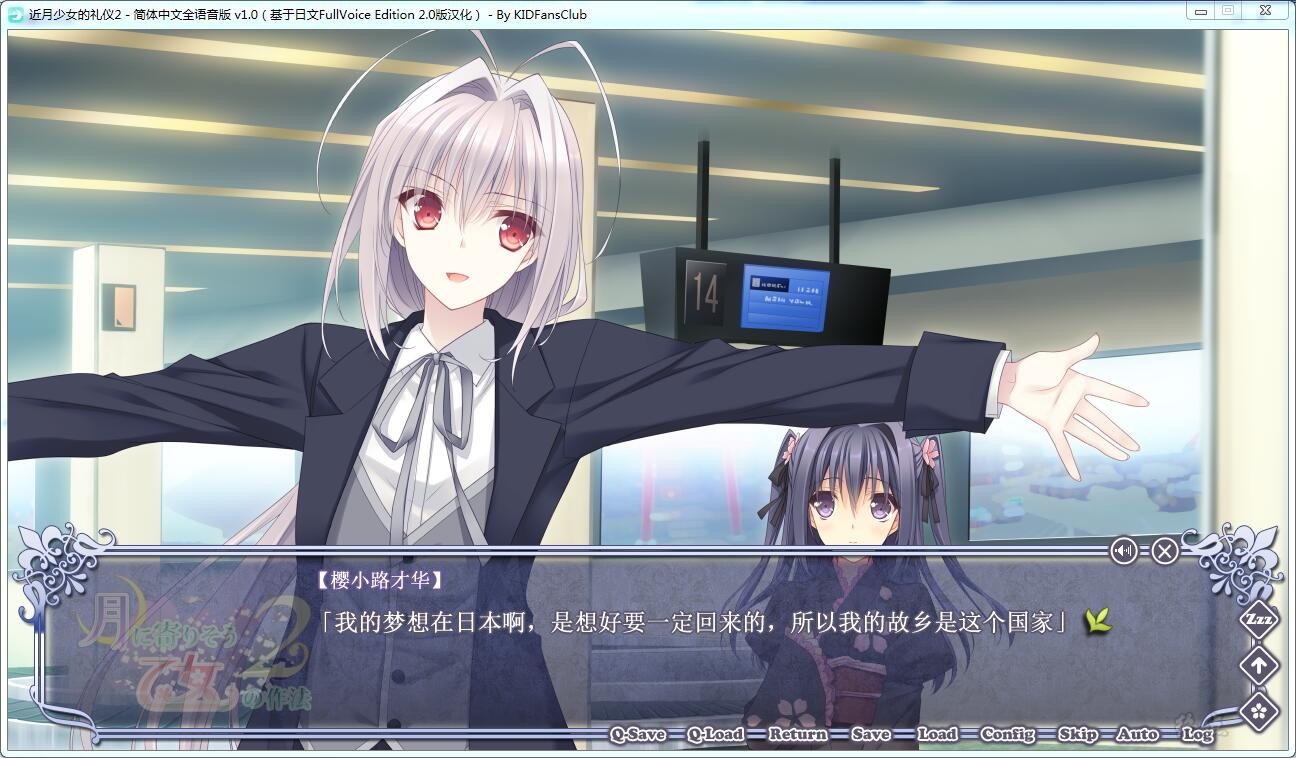 近月少女的礼仪2 - 简体中文全语音版 v1.0 ( 基于日文FullVoice Edition 2.0版汉化 ) - By KIDFansClub
14
【樱小路才华】
「我的梦想在日本啊，是想好要一定回来的，所以我的故乡是这个国家」
月に寄りそう
乙女の作法
2
Zzz
Q-Save Q-Load Return Save Load Config Skip Auto Log